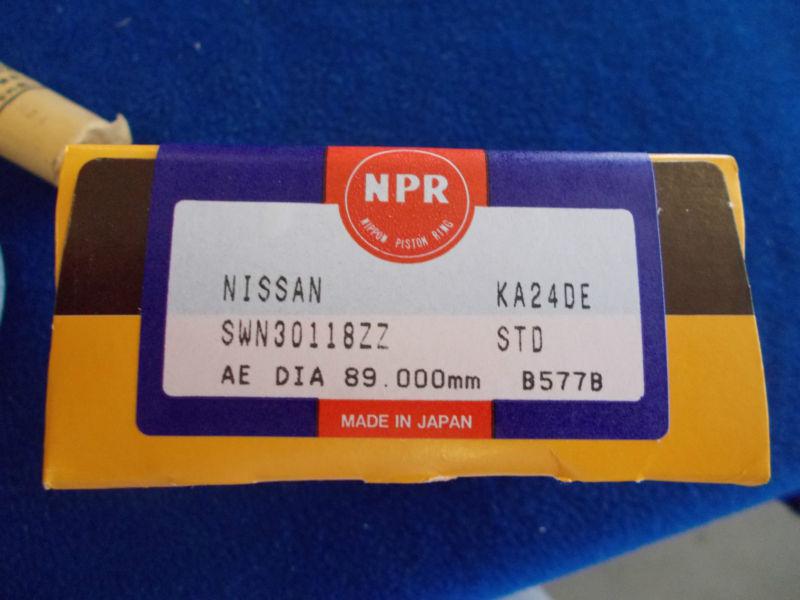 NPR
NIPPON PISTON RING
NISSAN KA24DE
SWN30118ZZ STD
AE DIA 89.000mm B577B
MADE IN JAPAN